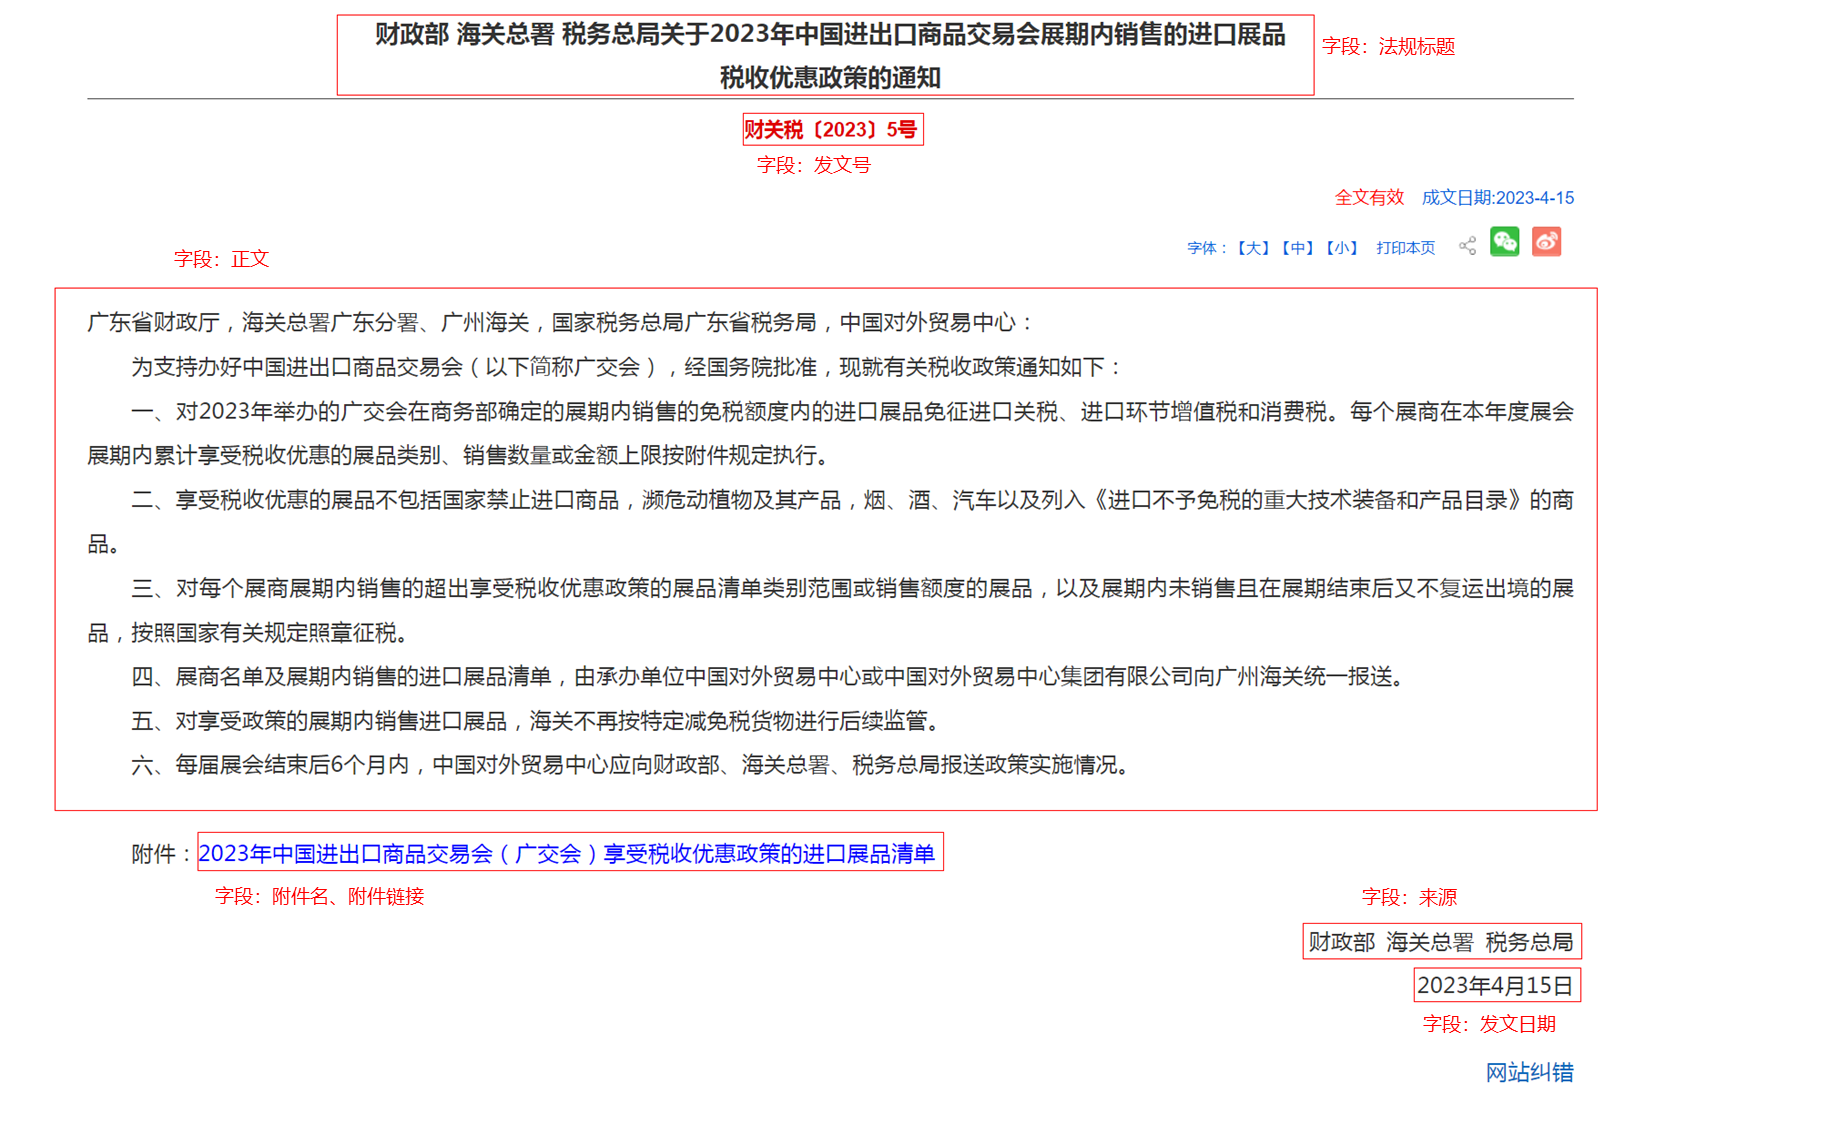 财政部 海关总署 税务总局关于2023年中国进出口商品交易会展期内销售的进口展品
税收优惠政策的通知
字段：法规标题
财关税〔2023〕5号
字段：发文号
全文有效 成文日期:2023-4-15
字体：【大】【中】【小】 打印本页
字段：正文
广东省财政厅，海关总署广东分署、广州海关，国家税务总局广东省税务局，中国对外贸易中心：
为支持办好中国进出口商品交易会（以下简称广交会），经国务院批准，现就有关税收政策通知如下：
一、对2023年举办的广交会在商务部确定的展期内销售的免税额度内的进口展品免征进口关税、进口环节增值税和消费税。每个展商在本年度展会
展期内累计享受税收优惠的展品类别、销售数量或金额上限按附件规定执行。
二、享受税收优惠的展品不包括国家禁止进口商品，濒危动植物及其产品，烟、酒、汽车以及列入《进口不予免税的重大技术装备和产品目录》的商
品。
三、对每个展商展期内销售的超出享受税收优惠政策的展品清单类别范围或销售额度的展品，以及展期内未销售且在展期结束后又不复运出境的展
品，按照国家有关规定照章征税。
四、展商名单及展期内销售的进口展品清单，由承办单位中国对外贸易中心或中国对外贸易中心集团有限公司向广州海关统一报送。
五、对享受政策的展期内销售进口展品，海关不再按特定减免税货物进行后续监管。
六、每届展会结束后6个月内，中国对外贸易中心应向财政部、海关总署、税务总局报送政策实施情况。
附件：2023年中国进出口商品交易会（广交会）享受税收优惠政策的进口展品清单
字段：附件名、附件链接
字段：来源
财政部 海关总署 税务总局
2023年4月15日
字段：发文日期
网站纠错